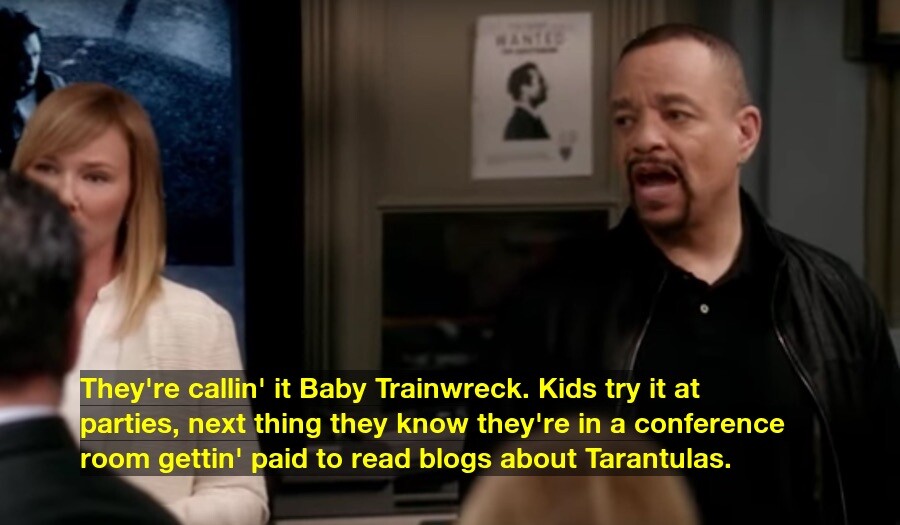 WANTED
They're callin' it Baby Trainwreck. Kids try it at
parties, next thing they know they're in a conference
room gettin' paid to read blogs about Tarantulas.